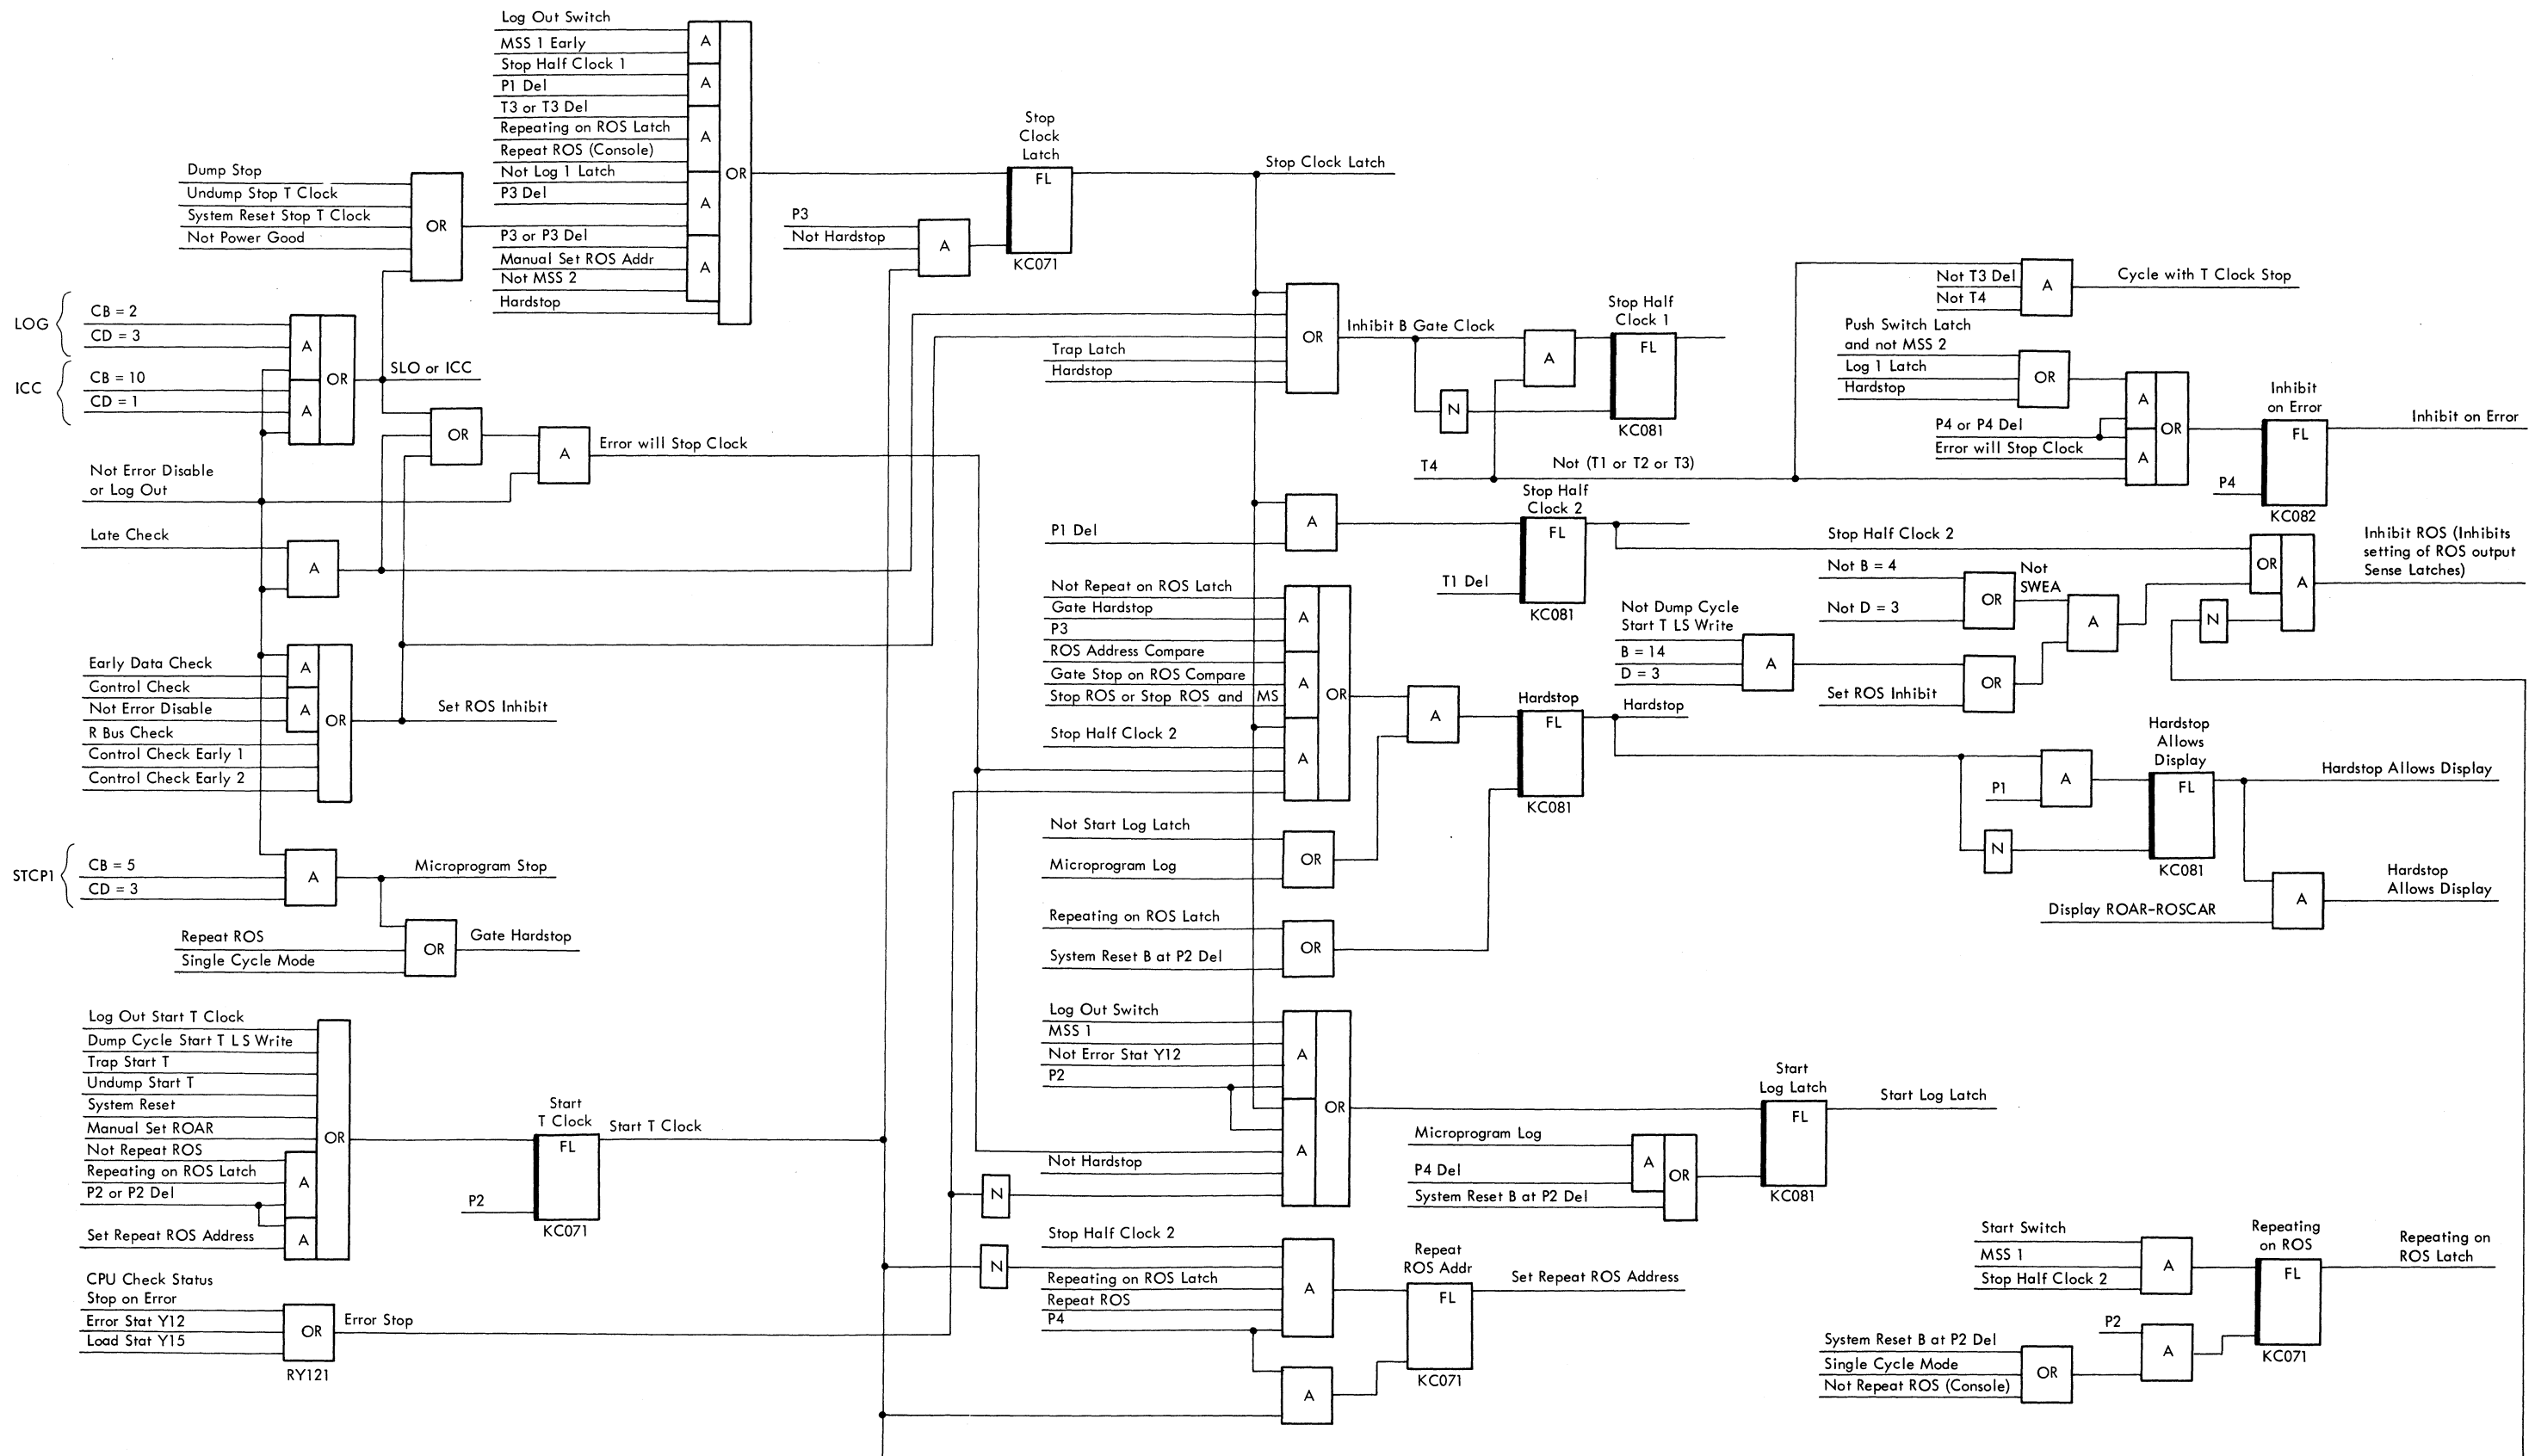 Log Out Switch
MSS 1 Early
Stop Half Clock 1
P1 Del
T3 or T3 Del
Repeating on ROS Latch
Repeat ROS (Console)
Not Log 1 Latch
P3 Del
P3 or P3 Del
Manual Set ROS Addr
Not MSS 2
Hardstop
A
A
A
A
A
OR
Dump Stop
Undump Stop T Clock
System Reset Stop T Clock
Not Power Good
OR
P3
Not Hardstop
A
Stop
Clock
Latch
FL
KC071
Stop Clock Latch
LOG
CB = 2
CD = 3
ICC
CB = 10
CD = 1
A
A
OR
SLO or ICC
OR
A
Error will Stop Clock
Not Error Disable
or Log Out
Late Check
A
Early Data Check
Control Check
Not Error Disable
R Bus Check
Control Check Early 1
Control Check Early 2
A
A
OR
Set ROS Inhibit
STCP1
CB = 5
CD = 3
A
Microprogram Stop
Repeat ROS
Single Cycle Mode
OR
Gate Hardstop
Log Out Start T Clock
Dump Cycle Start T L S Write
Trap Start T
Undump Start T
System Reset
Manual Set ROAR
Not Repeat ROS
Repeating on ROS Latch
P2 or P2 Del
Set Repeat ROS Address
A
A
OR
P2
Start
T Clock
FL
KC071
Start T Clock
CPU Check Status
Stop on Error
Error Stat Y12
Load Stat Y15
OR
RY121
Error Stop
Trap Latch
Hardstop
OR
Inhibit B Gate Clock
A
N
Stop Half
Clock 1
FL
KC081
T4
Not (T1 or T2 or T3)
P1 Del
A
T1 Del
Stop Half
Clock 2
FL
KC081
Not Repeat on ROS Latch
Gate Hardstop
P3
ROS Address Compare
Gate Stop on ROS Compare
Stop ROS or Stop ROS and MS
Stop Half Clock 2
A
A
A
OR
A
Not Start Log Latch
Microprogram Log
OR
Repeating on ROS Latch
System Reset B at P2 Del
OR
Hardstop
FL
KC081
Hardstop
Log Out Switch
MSS 1
Not Error Stat Y12
P2
Not Hardstop
N
A
A
OR
Microprogram Log
P4 Del
System Reset B at P2 Del
A
OR
Start
Log Latch
FL
KC081
Start Log Latch
Stop Half Clock 2
N
Repeating on ROS Latch
Repeat ROS
P4
A
A
Repeat
ROS Addr
FL
KC071
Set Repeat ROS Address
Not T3 Del
Not T4
A
Cycle with T Clock Stop
Push Switch Latch
and not MSS 2
Log 1 Latch
Hardstop
OR
P4 or P4 Del
Error will Stop Clock
A
A
OR
P4
Inhibit
on Error
FL
KC082
Inhibit on Error
Stop Half Clock 2
Not B = 4
Not D = 3
OR
Not
SWEA
Not Dump Cycle
Start T LS Write
B = 14
D = 3
A
Set ROS Inhibit
OR
A
OR
A
N
Inhibit ROS (Inhibits
setting of ROS output
Sense Latches)
P1
A
N
Hardstop
Allows
Display
FL
KC081
Hardstop Allows Display
Display ROAR-ROSCAR
A
Hardstop
Allows Display
Start Switch
MSS 1
Stop Half Clock 2
A
System Reset B at P2 Del
Single Cycle Mode
Not Repeat ROS (Console)
OR
P2
A
Repeating
on ROS
FL
KC071
Repeating on
ROS Latch